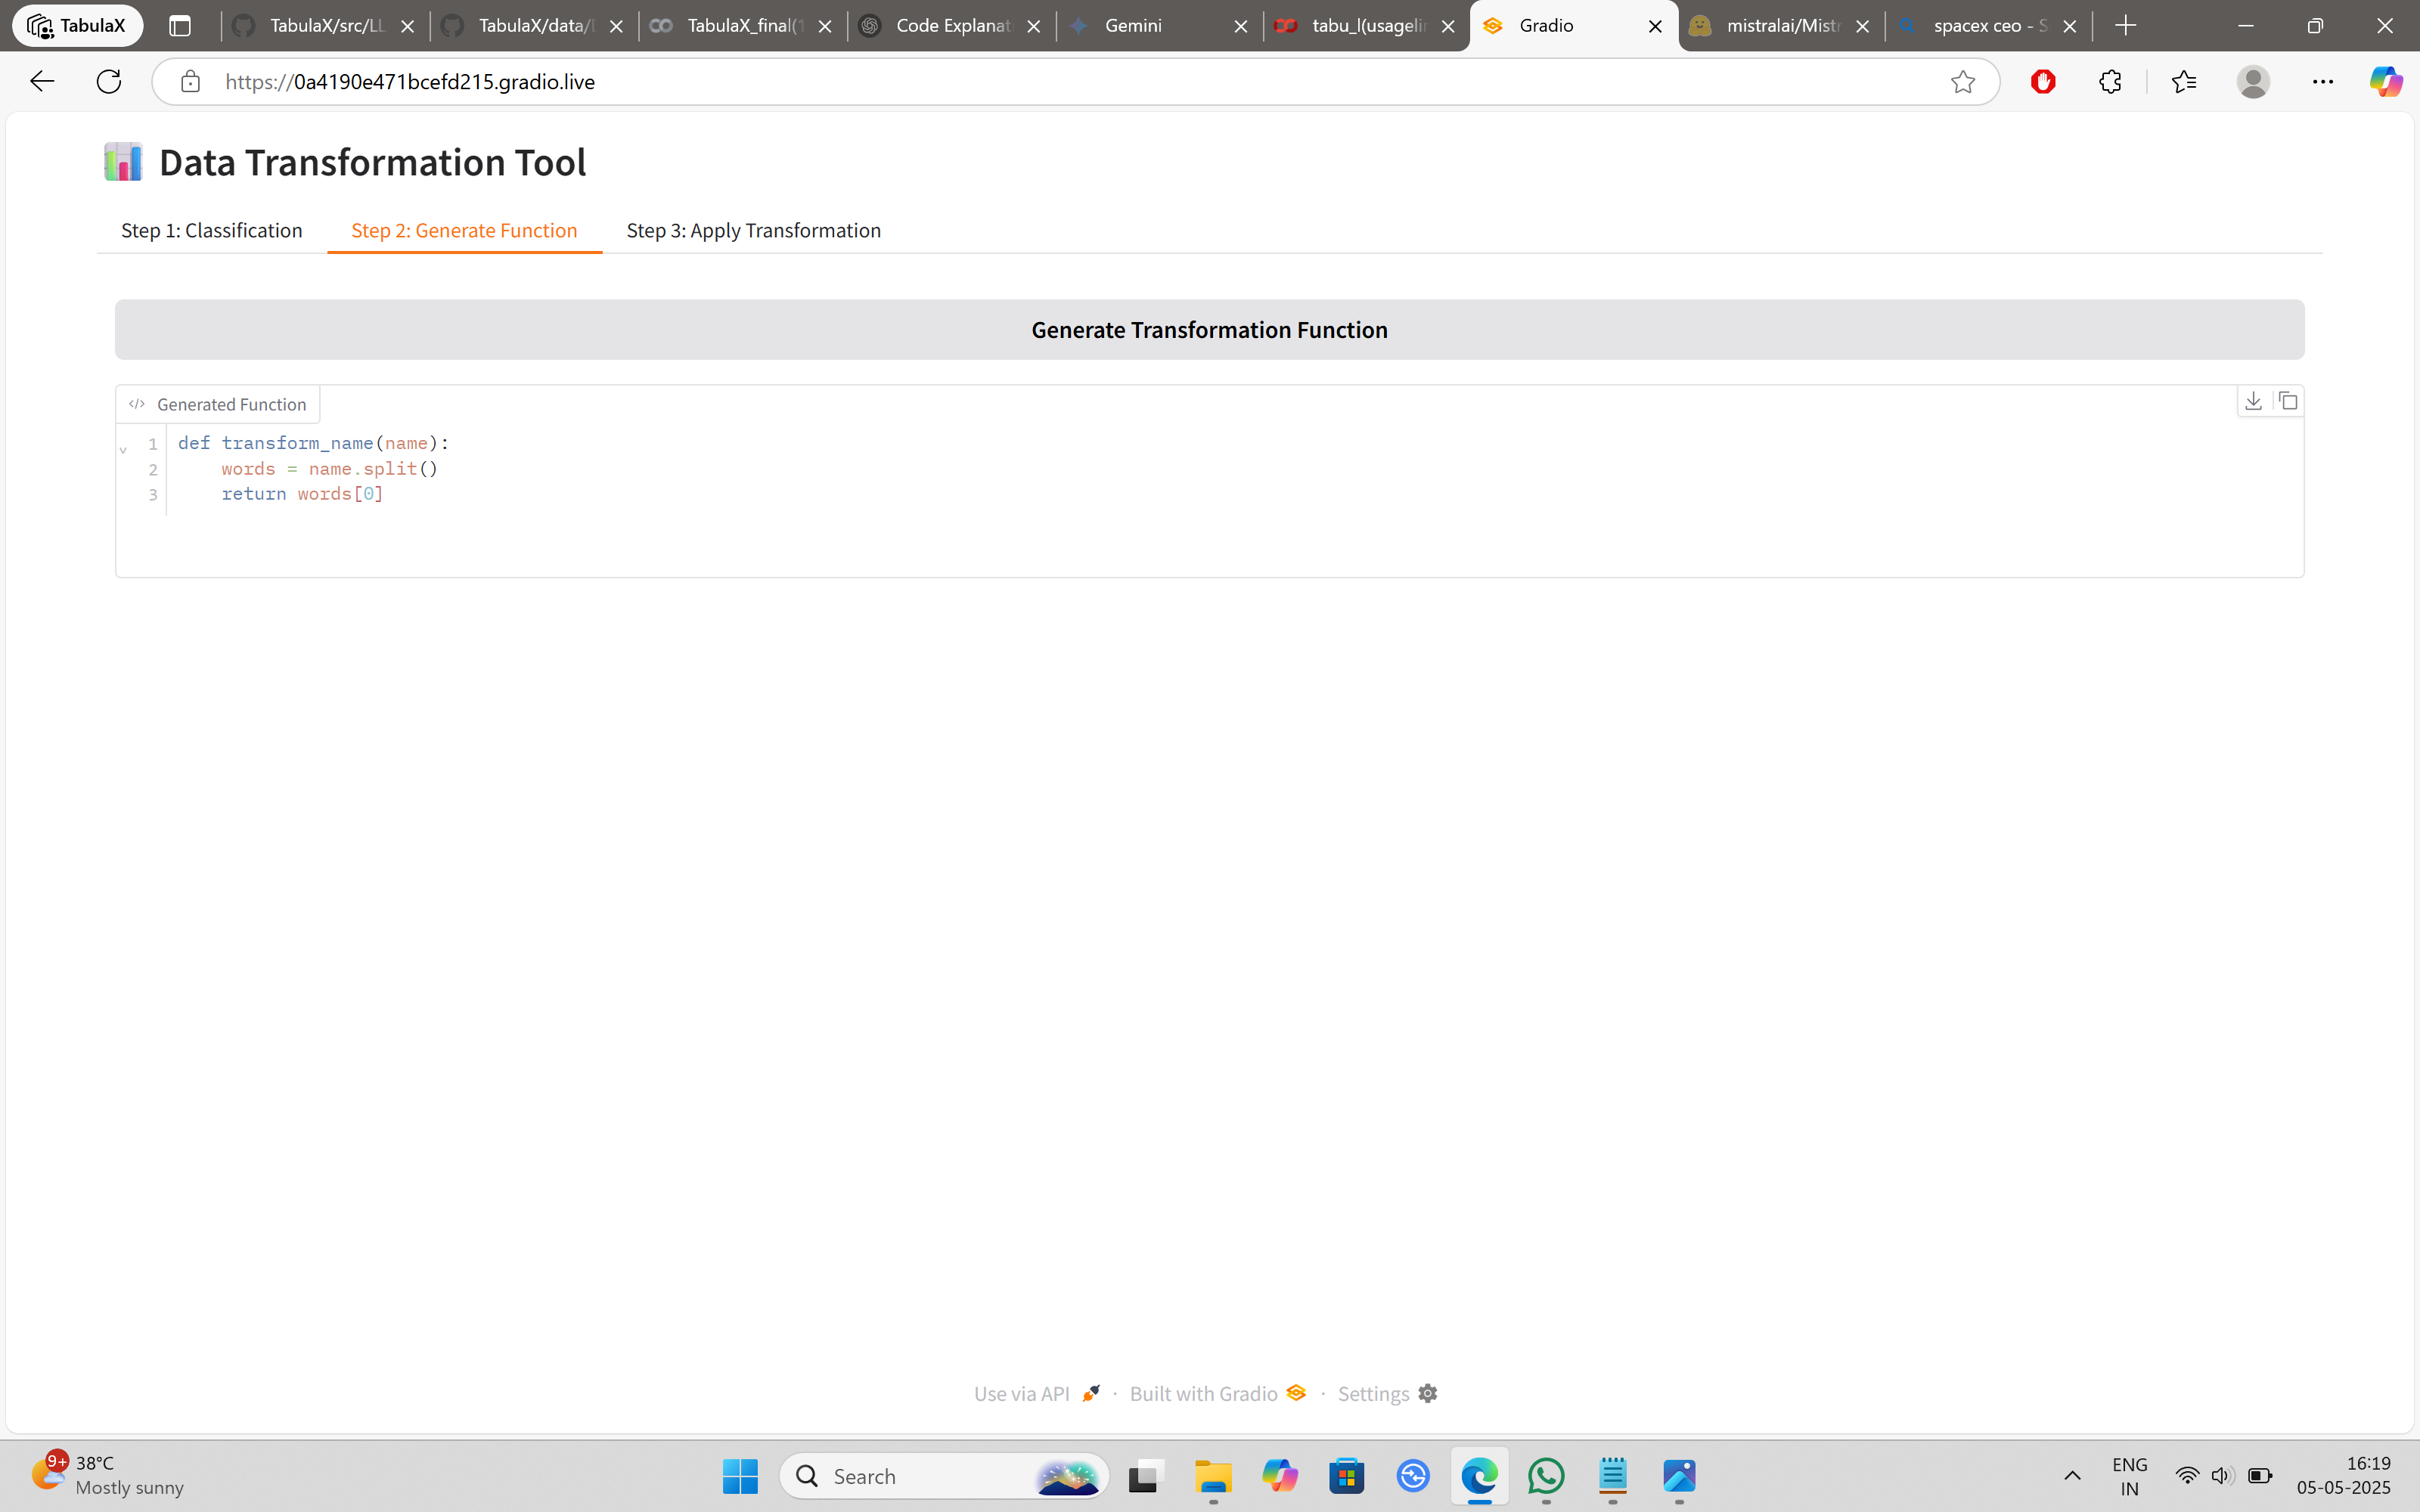 TabulaX
TabulaX/src/LL
TabulaX/data/
TabulaX_final(1
Code Explanat
Gemini
tabu_l(usagelin
Gradio
mistralai/Mistr
spacex ceo - S
https://0a4190e471bcefd215.gradio.live
📊 Data Transformation Tool
Step 1: Classification
Step 2: Generate Function
Step 3: Apply Transformation
Generate Transformation Function
</> Generated Function
1 def transform_name(name):
2     words = name.split()
3     return words[0]
Use via API · Built with Gradio · Settings
9+
38°C
Mostly sunny
Search
ENG
IN
16:19
05-05-2025